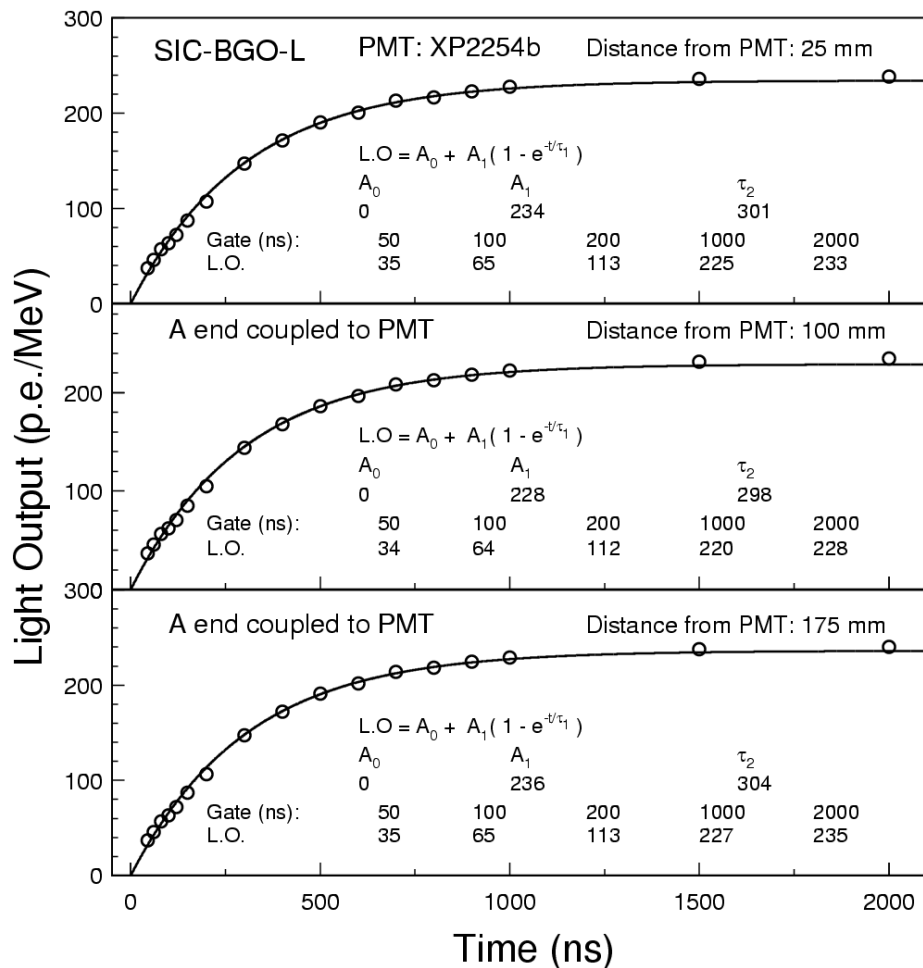 SIC-BGO-L PMT: XP2254b Distance from PMT: 25 mm
L.O = A₀ + A₁( 1 - e^-t/τ₁ )
A₀ A₁ τ₂
0 234 301
Gate (ns): 50 100 200 1000 2000
L.O. 35 65 113 225 233
300
200
100
0
A end coupled to PMT Distance from PMT: 100 mm
L.O = A₀ + A₁( 1 - e^-t/τ₁ )
A₀ A₁ τ₂
0 228 298
Gate (ns): 50 100 200 1000 2000
L.O. 34 64 112 220 228
200
100
300
A end coupled to PMT Distance from PMT: 175 mm
L.O = A₀ + A₁( 1 - e^-t/τ₁ )
A₀ A₁ τ₂
0 236 304
Gate (ns): 50 100 200 1000 2000
L.O. 35 65 113 227 235
200
100
0
0 500 1000 1500 2000
Time (ns)
Light Output (p.e./MeV)